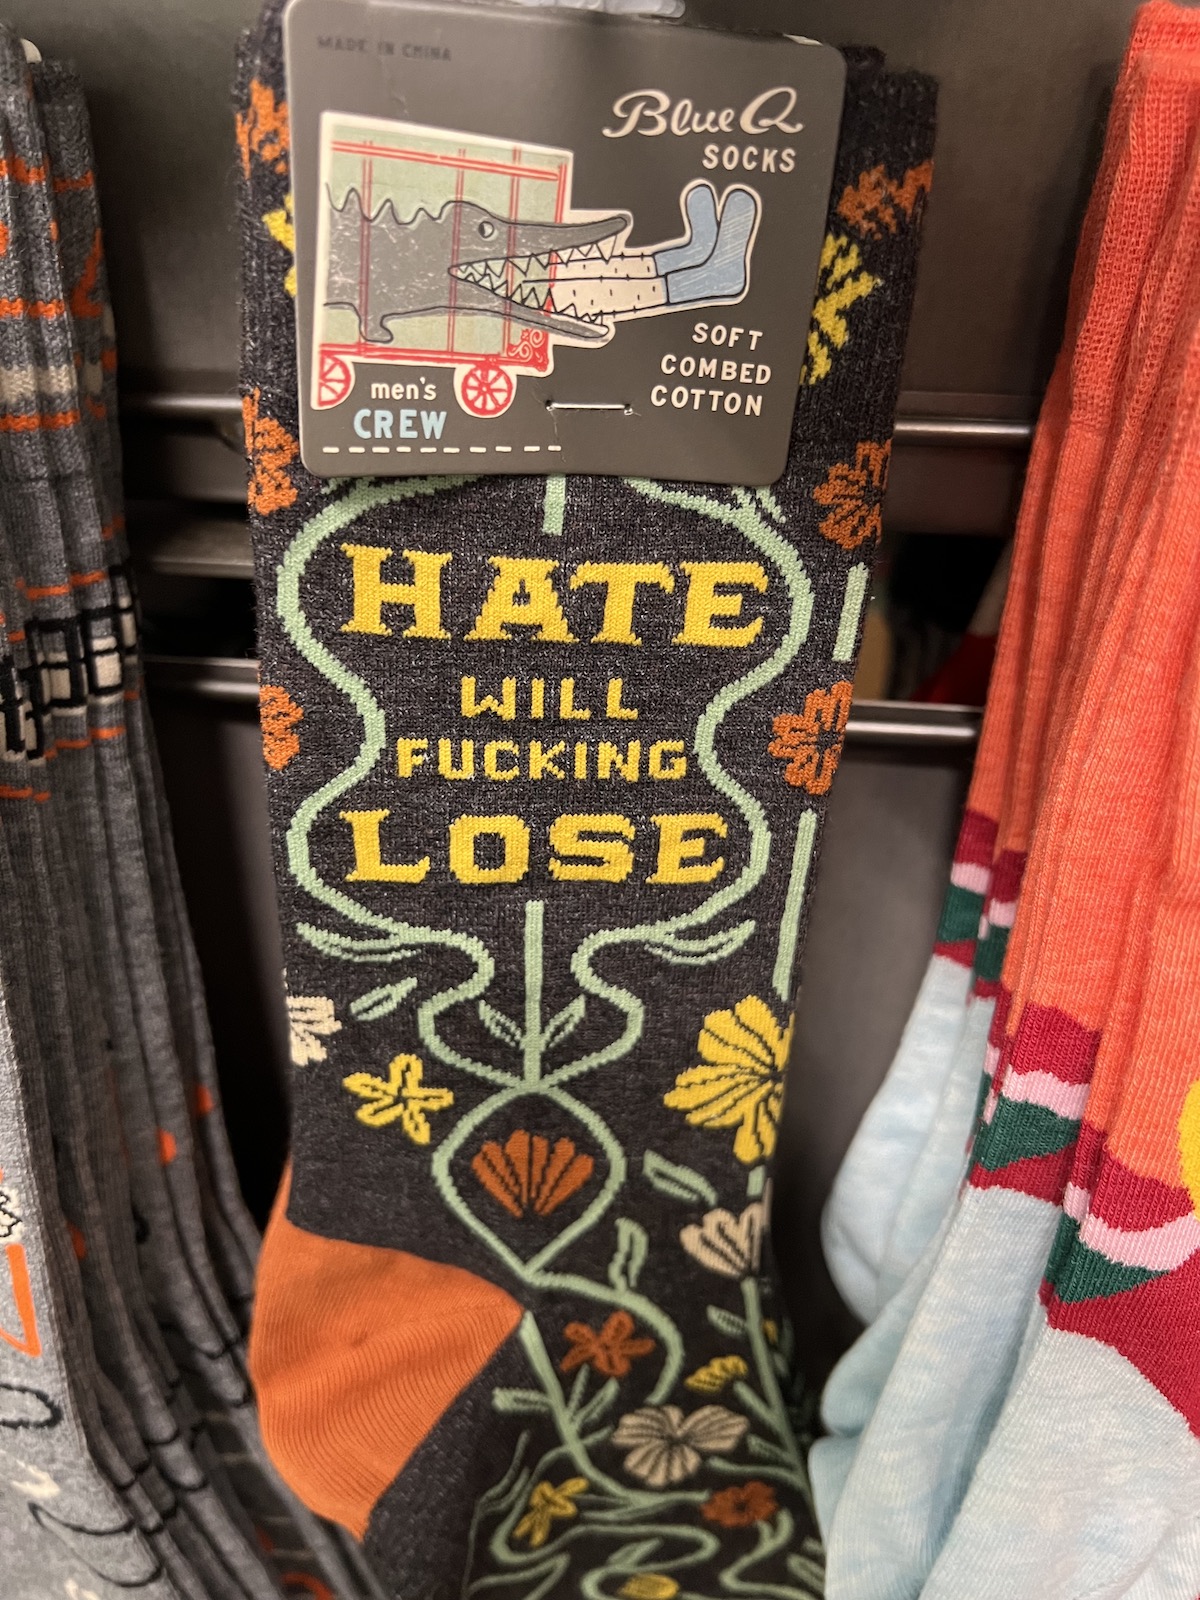 MADE IN CHINA
Blue Q
SOCKS
SOFT
COMBED
COTTON
men's
CREW
HATE
WILL
FUCKING
LOSE